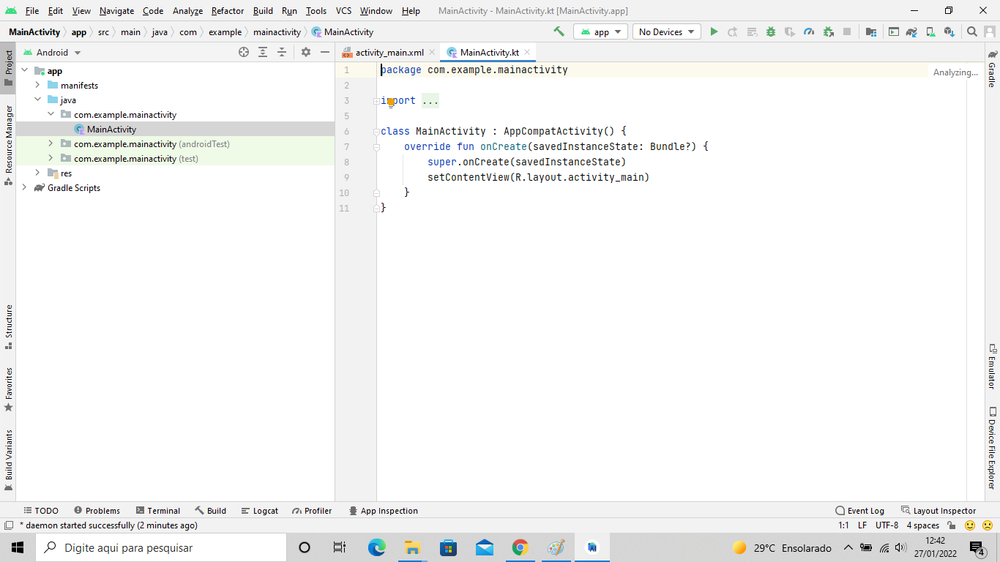 File Edit View Navigate Code Analyze Refactor Build Run Tools VCS Window Help MainActivity - MainActivity.kt [MainActivity.app]
MainActivity app src main java com example mainactivity MainActivity app No Devices
Project
Resource Manager
Structure
Favorites
Build Variants
Android
app
manifests
java
com.example.mainactivity
MainActivity
com.example.mainactivity (androidTest)
com.example.mainactivity (test)
res
Gradle Scripts
activity_main.xml MainActivity.kt
1 package com.example.mainactivity
Analyzing...
2
3 import ...
5
6 class MainActivity : AppCompatActivity() {
7 override fun onCreate(savedInstanceState: Bundle?) {
8 super.onCreate(savedInstanceState)
9 setContentView(R.layout.activity_main)
10 }
11 }
Gradle
Emulator
Device File Explorer
TODO Problems Terminal Build Logcat Profiler App Inspection Event Log Layout Inspector
* daemon started successfully (2 minutes ago) 1:1 LF UTF-8 4 spaces
Digite aqui para pesquisar 29°C Ensolarado
12:42
27/01/2022
4